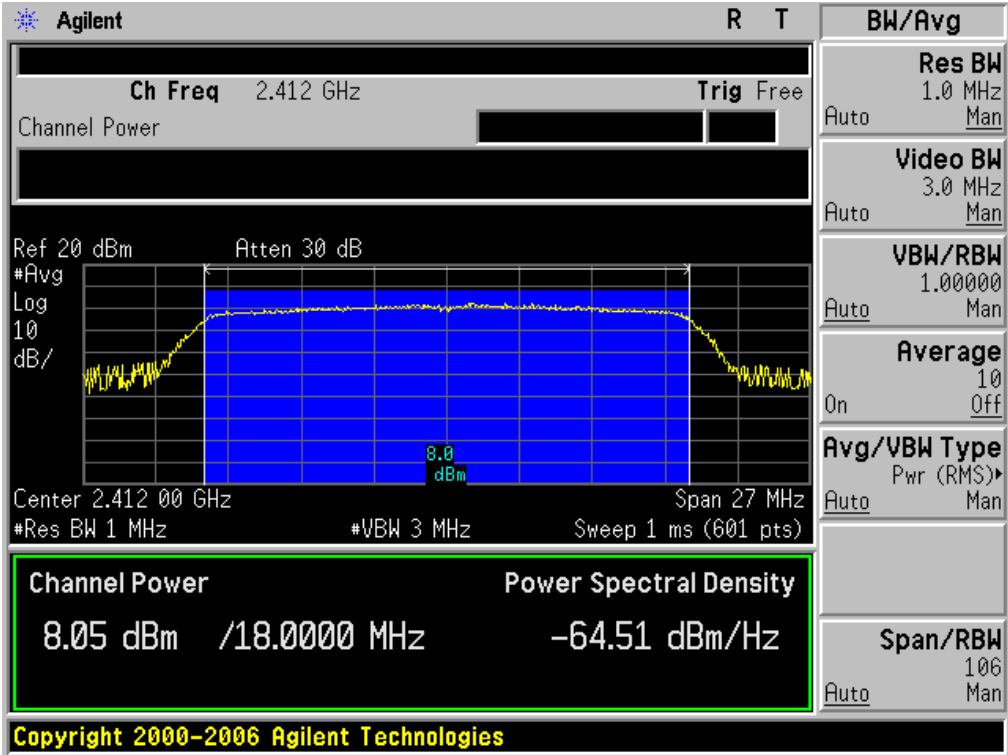 Agilent R T BW/Avg
Ch Freq 2.412 GHz Trig Free
Channel Power
Ref 20 dBm Atten 30 dB
#Avg
Log
10
dB/
8.0
dBm
Center 2.412 00 GHz Span 27 MHz
#Res BW 1 MHz #VBW 3 MHz Sweep 1 ms (601 pts)
Channel Power Power Spectral Density
8.05 dBm /18.0000 MHz -64.51 dBm/Hz
Res BW
1.0 MHz
Auto Man
Video BW
3.0 MHz
Auto Man
VBW/RBW
1.00000
Auto Man
Average
10
On Off
Avg/VBW Type
Pwr (RMS)▸
Auto Man
Span/RBW
106
Auto Man
Copyright 2000-2006 Agilent Technologies